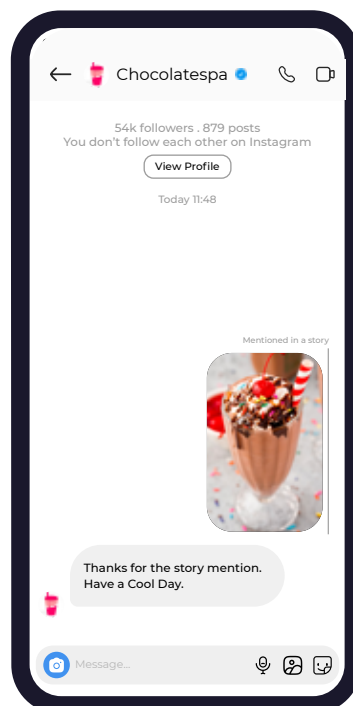 Chocolatespa
54k followers . 879 posts
You don't follow each other on Instagram
View Profile
Today 11:48
Mentioned in a story
Thanks for the story mention.
Have a Cool Day.
Message...